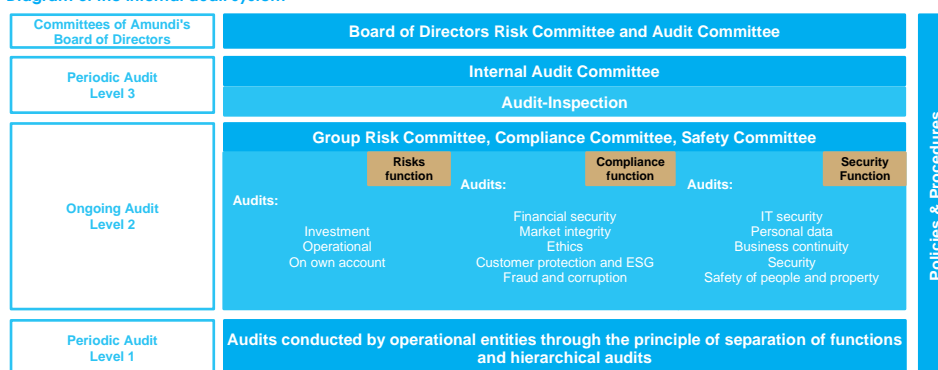 Committees of Amundi's
Board of Directors
Board of Directors Risk Committee and Audit Committee
Periodic Audit
Level 3
Internal Audit Committee
Audit-Inspection
Ongoing Audit
Level 2
Group Risk Committee, Compliance Committee, Safety Committee
Risks
function
Audits:
Investment
Operational
On own account
Compliance
function
Audits:
Financial security
Market integrity
Ethics
Customer protection and ESG
Fraud and corruption
Security
Function
Audits:
IT security
Personal data
Business continuity
Security
Safety of people and property
Periodic Audit
Level 1
Audits conducted by operational entities through the principle of separation of functions
and hierarchical audits
Policies & Procedures